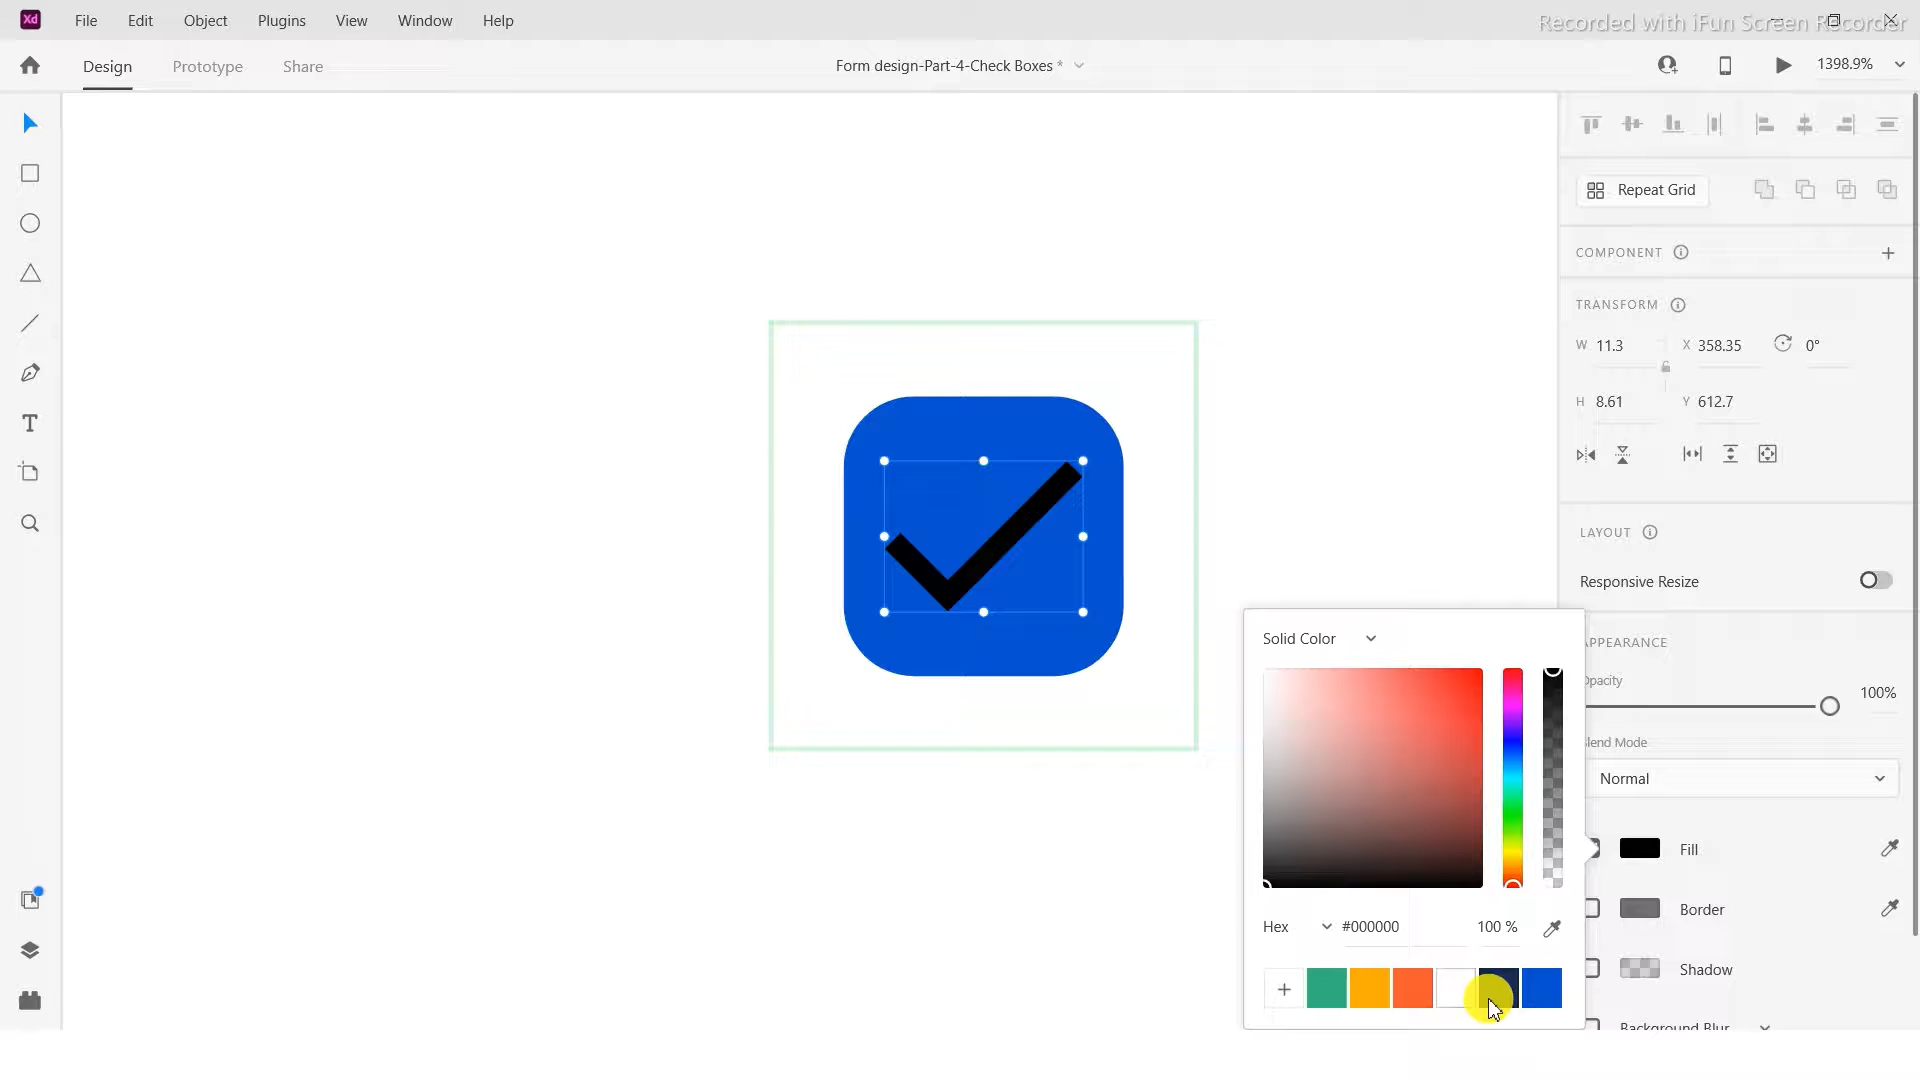 Xd File Edit Object Plugins View Window Help
Recorded with iFun Screen Recorder
Design Prototype Share
Form design-Part-4-Check Boxes *
1398.9%
Repeat Grid
COMPONENT
TRANSFORM
W 11.3 X 358.35 0°
H 8.61 Y 612.7
T
LAYOUT
Responsive Resize
Solid Color
APPEARANCE
Opacity
100%
Blend Mode
Normal
Fill
Border
Hex #000000 100 %
Shadow
Background Blur